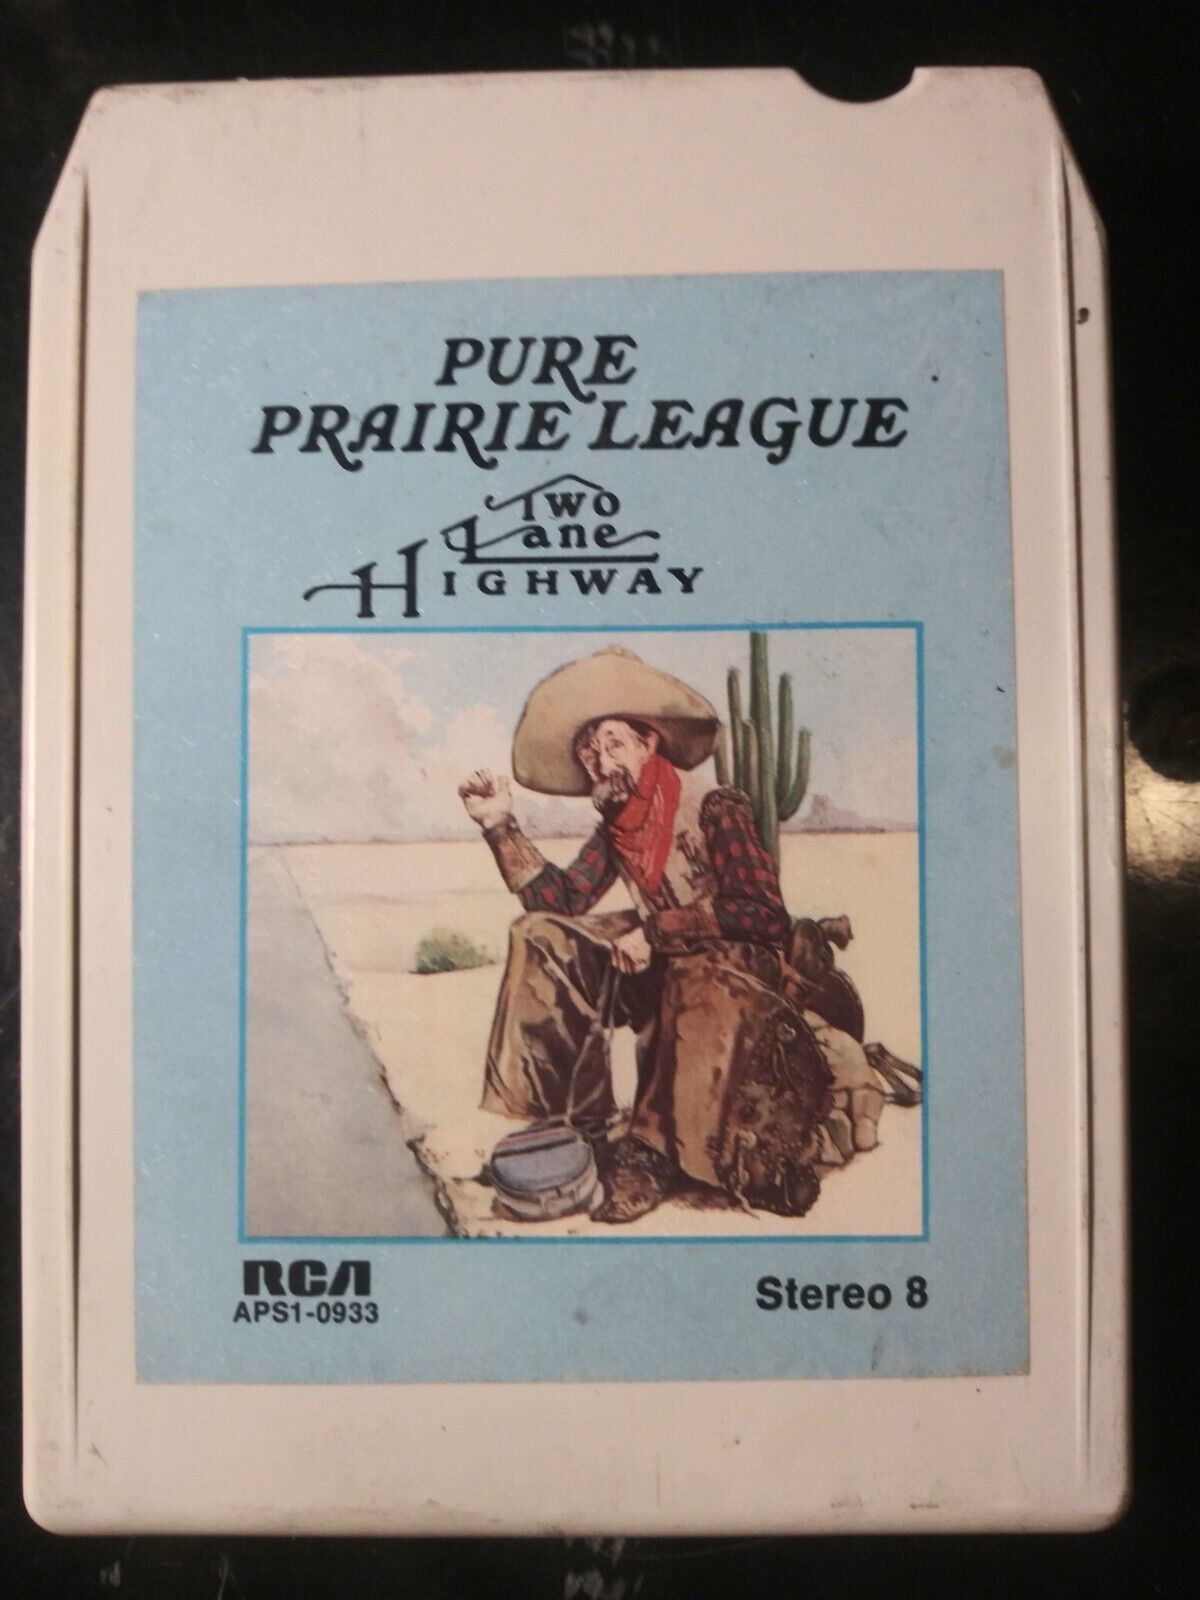 PURE
PRAIRIE LEAGUE
Two
Lane
HIGHWAY
RCA
APS1-0933
Stereo 8